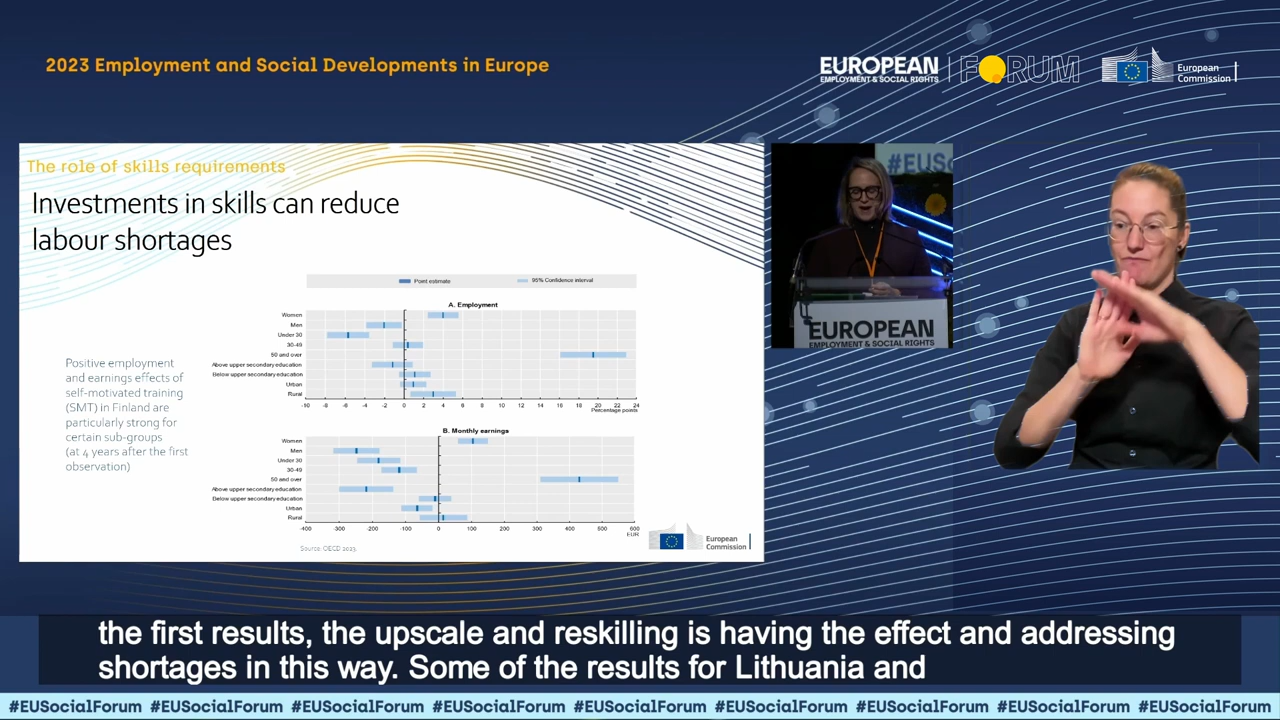 2023 Employment and Social Developments in Europe
EUROPEAN
EMPLOYMENT & SOCIAL RIGHTS
FORUM
European
Commission
The role of skills requirements
Investments in skills can reduce
labour shortages
Point estimate
95% Confidence interval
A. Employment
Women
Men
Under 30
30-49
50 and over
Above upper secondary education
Below upper secondary education
Urban
Rural
-10 -8 -6 -4 -2 0 2 4 6 8 10 12 14 16 18 20 22 24
Percentage points
Positive employment
and earnings effects of
self-motivated training
(SMT) in Finland are
particularly strong for
certain sub-groups
(at 4 years after the first
observation)
B. Monthly earnings
Women
Men
Under 30
30-49
50 and over
Above upper secondary education
Below upper secondary education
Urban
Rural
-400 -300 -200 -100 0 100 200 300 400 500 600
EUR
Source: OECD 2023.
European
Commission
#EUSo
EUROPEAN
EMPLOYMENT & SOCIAL RIGHTS
the first results, the upscale and reskilling is having the effect and addressing
shortages in this way. Some of the results for Lithuania and
#EUSocialForum #EUSocialForum #EUSocialForum #EUSocialForum #EUSocialForum #EUSocialForum #EUSocialForum #EUSocialForum #EUSocialForum